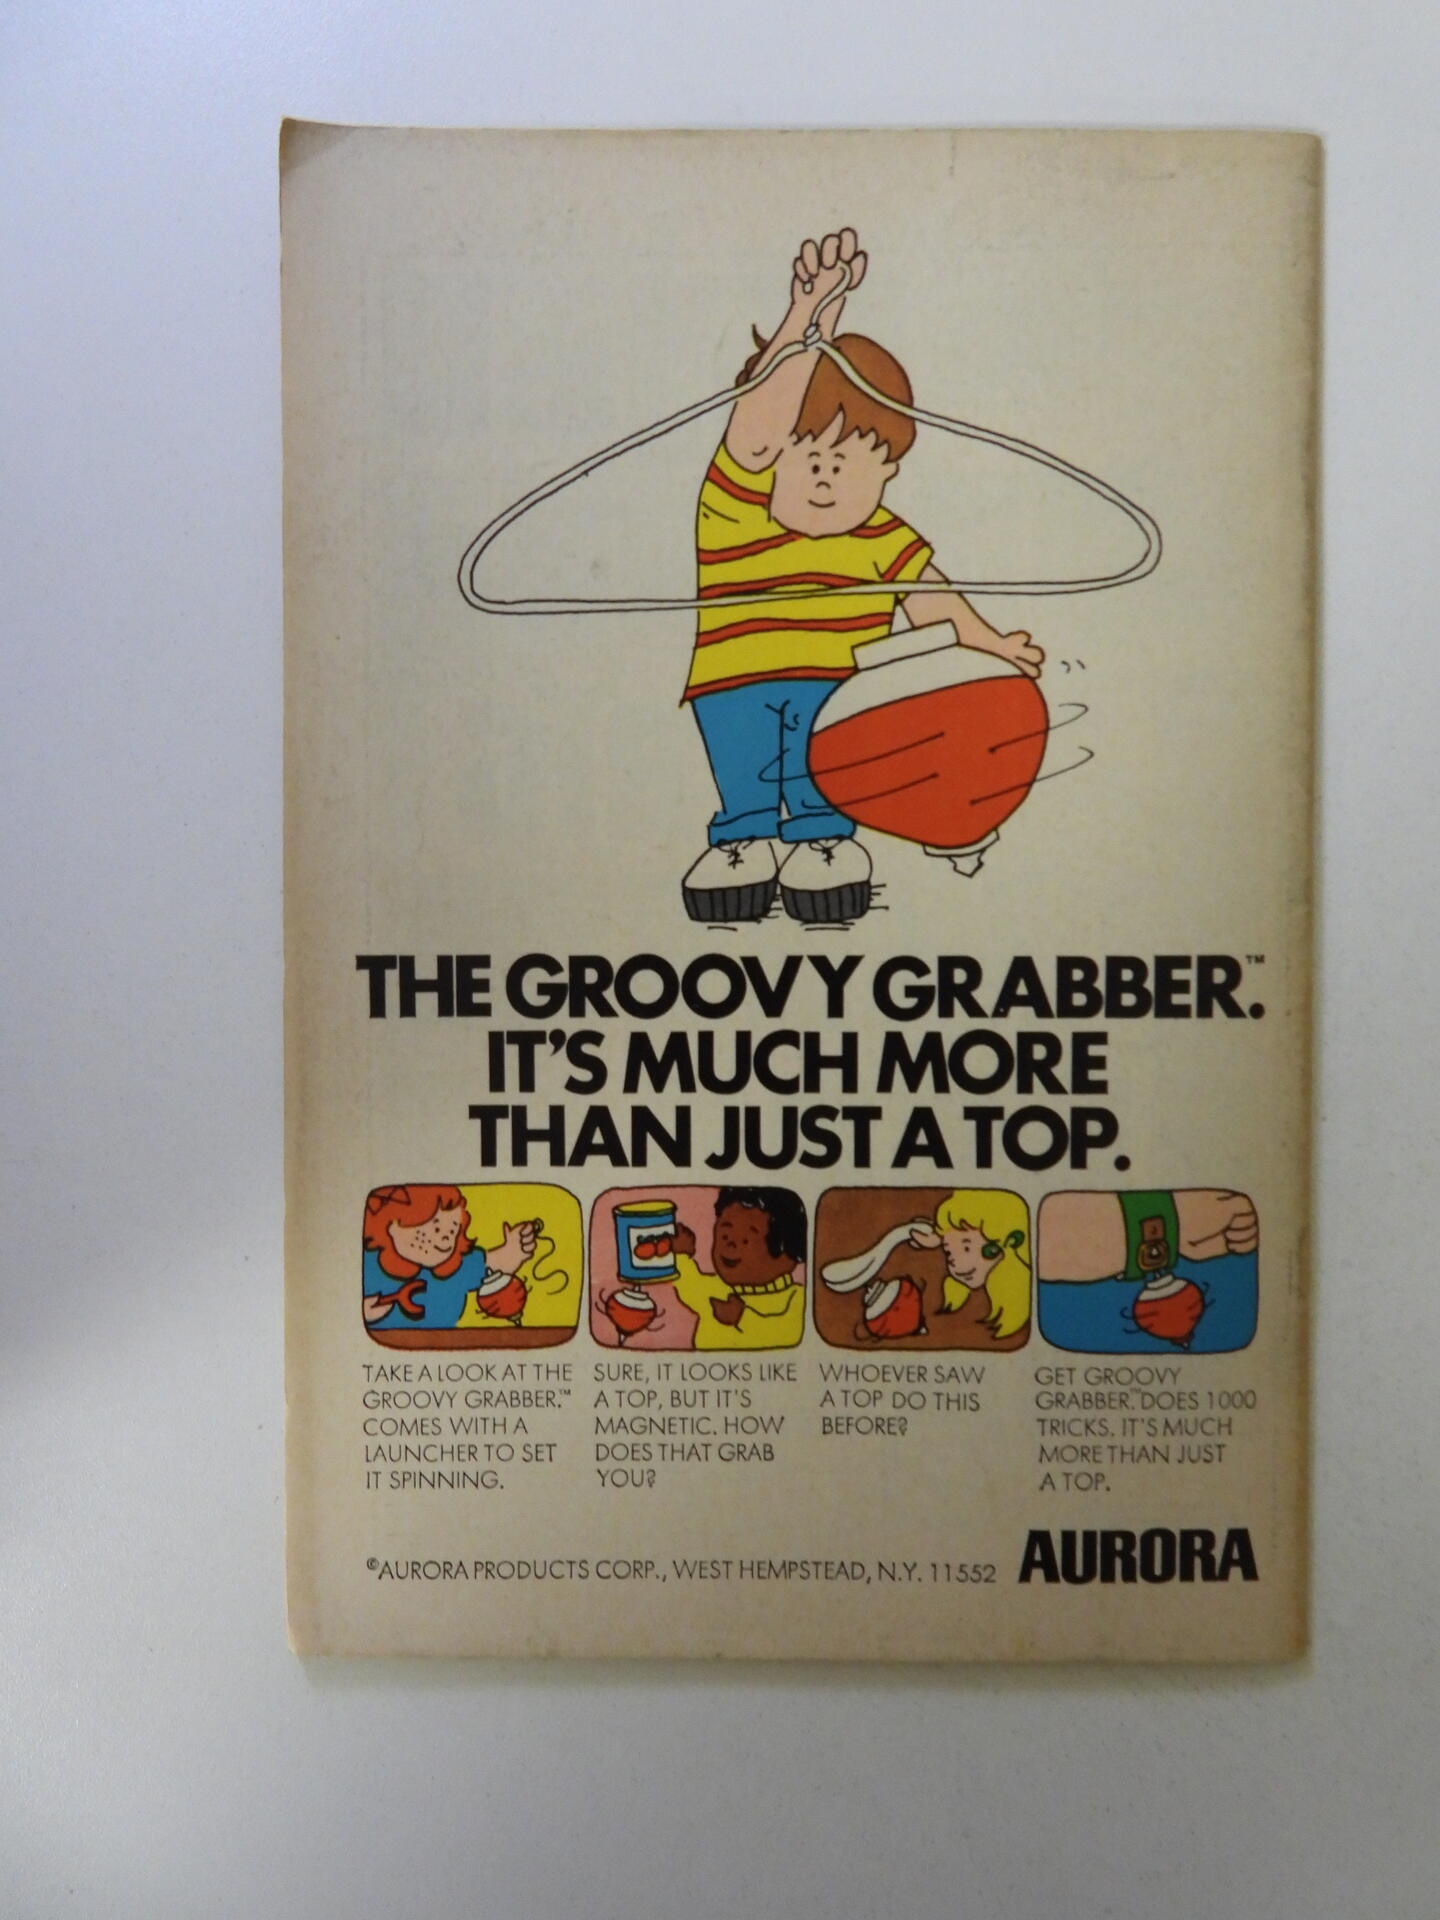 THE GROOVY GRABBER.™
IT'S MUCH MORE
THAN JUST A TOP.
TAKE A LOOK AT THE
GROOVY GRABBER.™
COMES WITH A
LAUNCHER TO SET
IT SPINNING.
SURE, IT LOOKS LIKE
A TOP, BUT IT'S
MAGNETIC. HOW
DOES THAT GRAB
YOU?
WHOEVER SAW
A TOP DO THIS
BEFORE?
GET GROOVY
GRABBER.™ DOES 1000
TRICKS. IT'S MUCH
MORE THAN JUST
A TOP.
©AURORA PRODUCTS CORP., WEST HEMPSTEAD, N.Y. 11552
AURORA